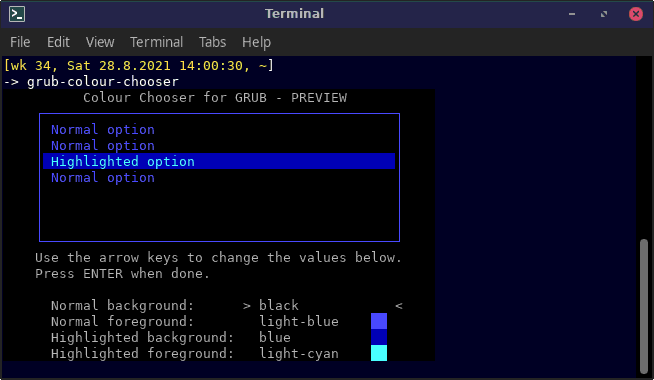 Terminal
File Edit View Terminal Tabs Help
[wk 34, Sat 28.8.2021 14:00:30, ~]
-> grub-colour-chooser
Colour Chooser for GRUB - PREVIEW
Normal option
Normal option
Highlighted option
Normal option
Use the arrow keys to change the values below.
Press ENTER when done.
Normal background: > black <
Normal foreground: light-blue
Highlighted background: blue
Highlighted foreground: light-cyan